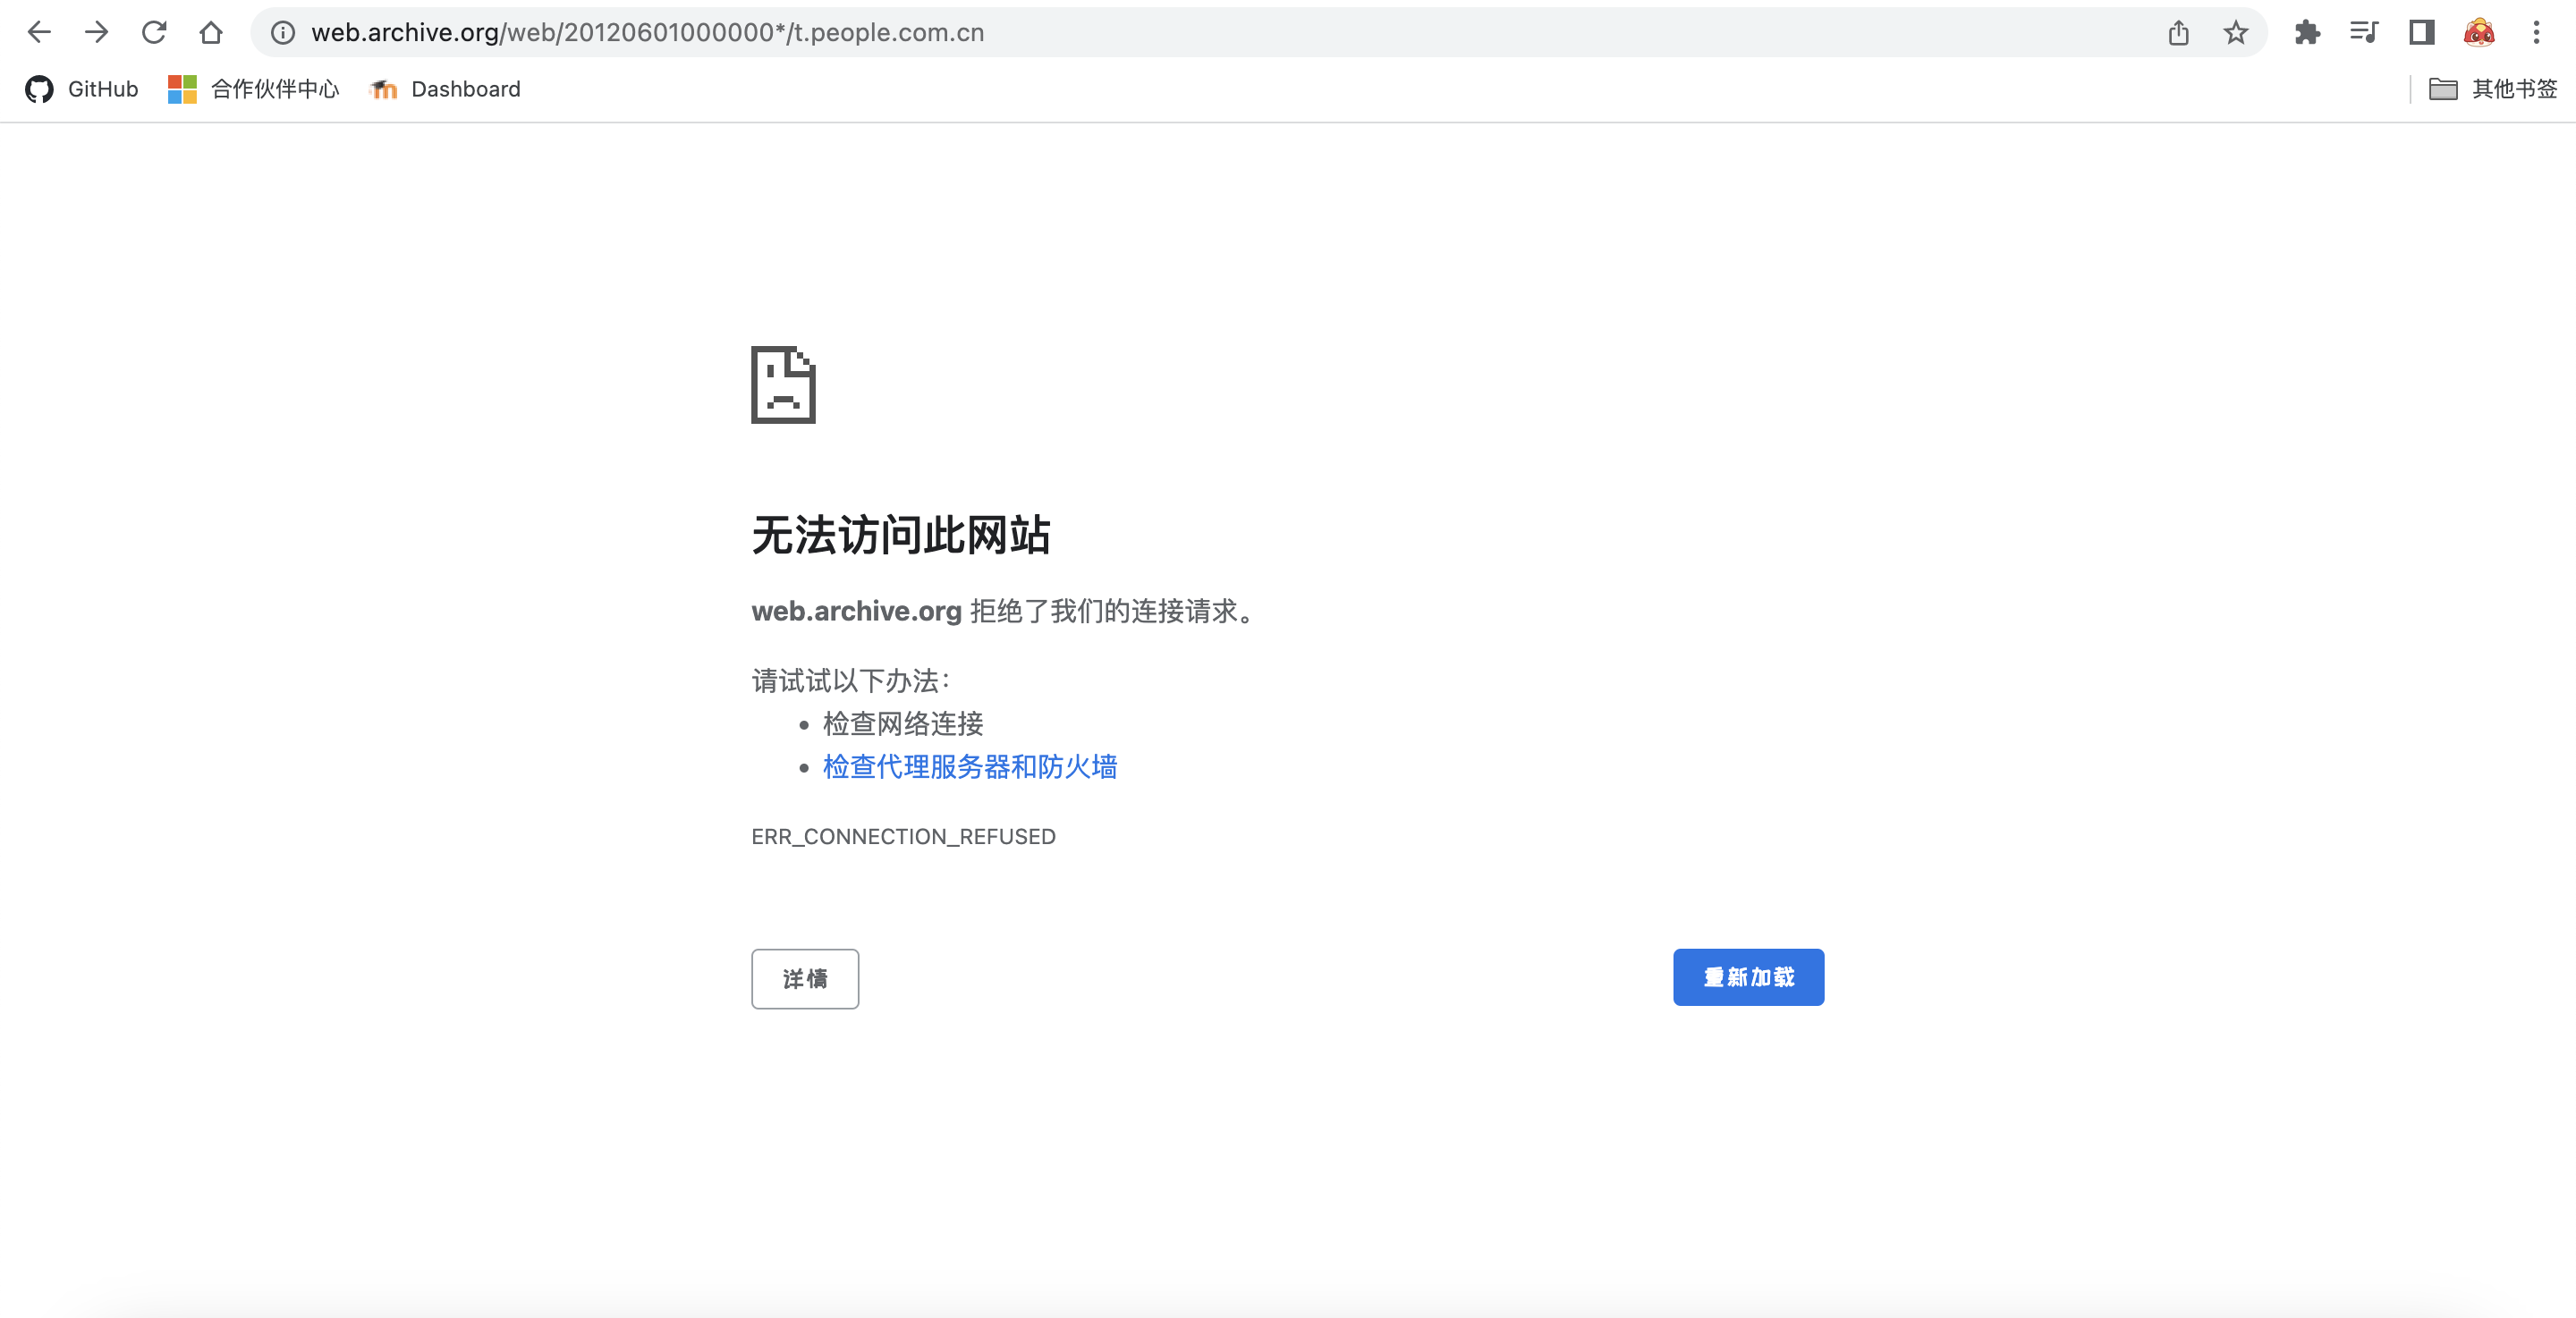 web.archive.org/web/20120601000000*/t.people.com.cn
GitHub 合作伙伴中心 Dashboard 其他书签
无法访问此网站
web.archive.org 拒绝了我们的连接请求。
请试试以下办法：
• 检查网络连接
• 检查代理服务器和防火墙
ERR_CONNECTION_REFUSED
详情 重新加载